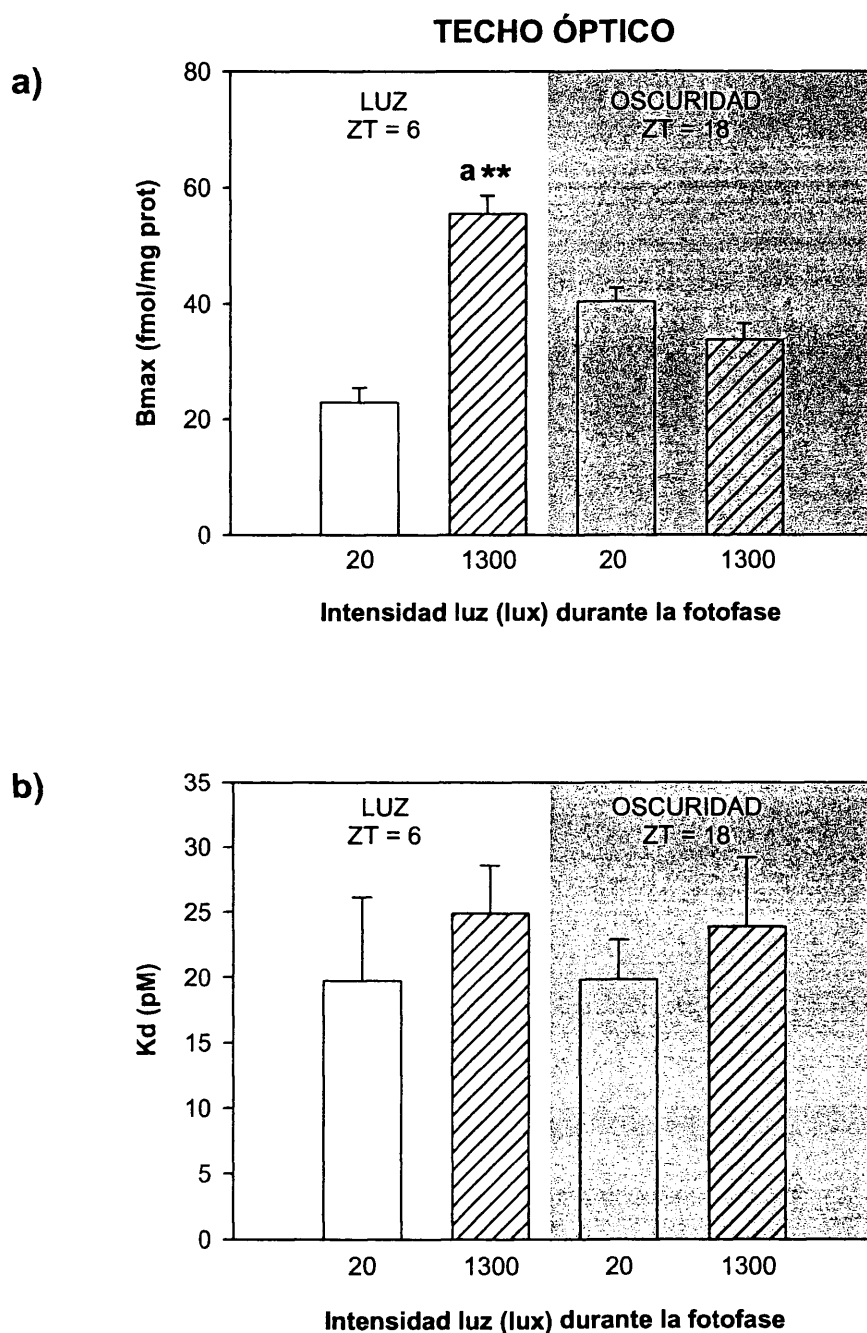 TECHO ÓPTICO
a)
80
60
40
20
0
Bmax (fmol/mg prot)
LUZ
ZT = 6
OSCURIDAD
ZT = 18
a **
20 1300 20 1300
Intensidad luz (lux) durante la fotofase
b)
35
30
25
20
15
10
5
0
Kd (pM)
LUZ
ZT = 6
OSCURIDAD
ZT = 18
20 1300 20 1300
Intensidad luz (lux) durante la fotofase